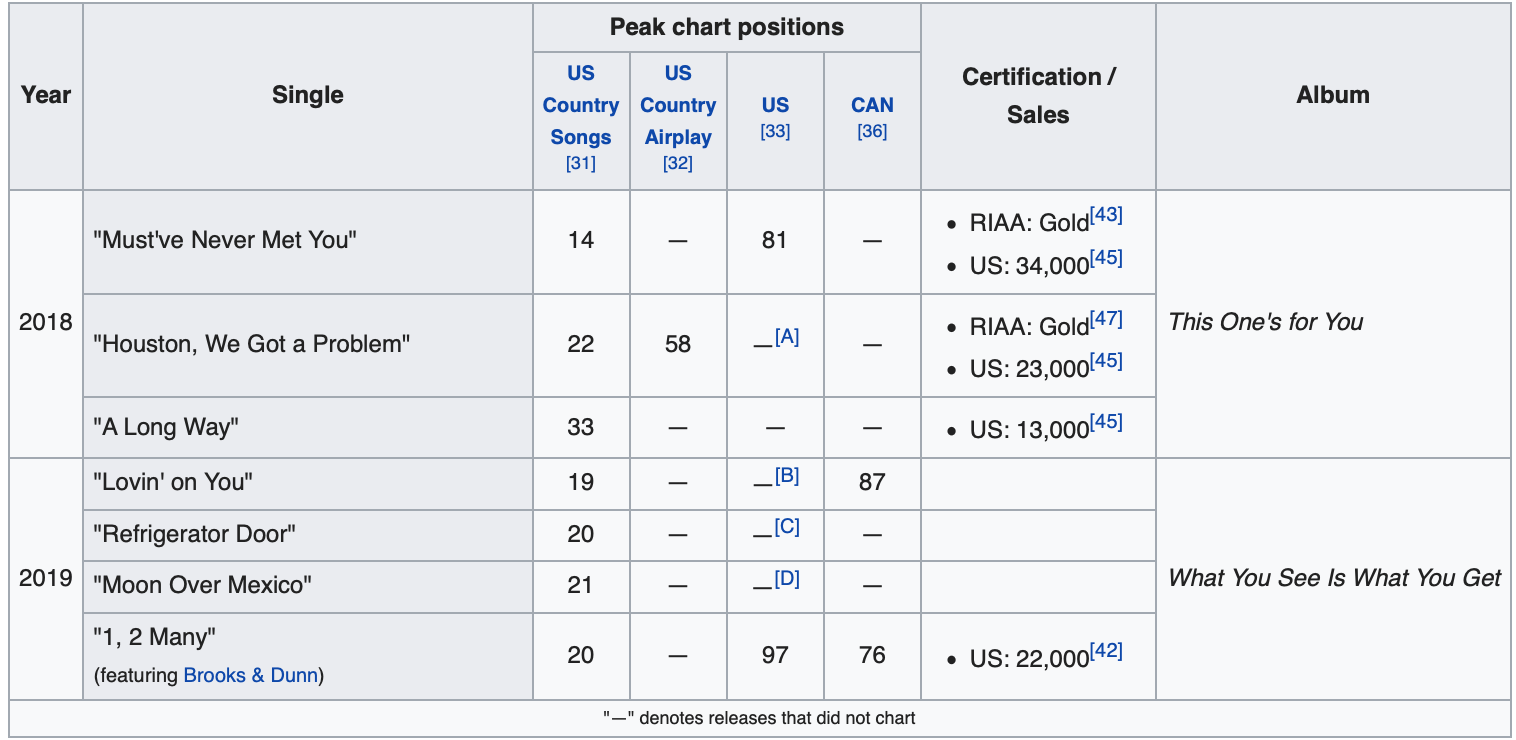 Year
Single
Peak chart positions
Certification /
Sales
Album
US
Country
Songs
[31]
US
Country
Airplay
[32]
US
[33]
CAN
[36]
2018
"Must've Never Met You"
14
—
81
—
• RIAA: Gold[43]
• US: 34,000[45]
This One's for You
"Houston, We Got a Problem"
22
58
—[A]
—
• RIAA: Gold[47]
• US: 23,000[45]
"A Long Way"
33
—
—
—
• US: 13,000[45]
2019
"Lovin' on You"
19
—
—[B]
87
What You See Is What You Get
"Refrigerator Door"
20
—
—[C]
—
"Moon Over Mexico"
21
—
—[D]
—
"1, 2 Many"
(featuring Brooks & Dunn)
20
—
97
76
• US: 22,000[42]
"—" denotes releases that did not chart